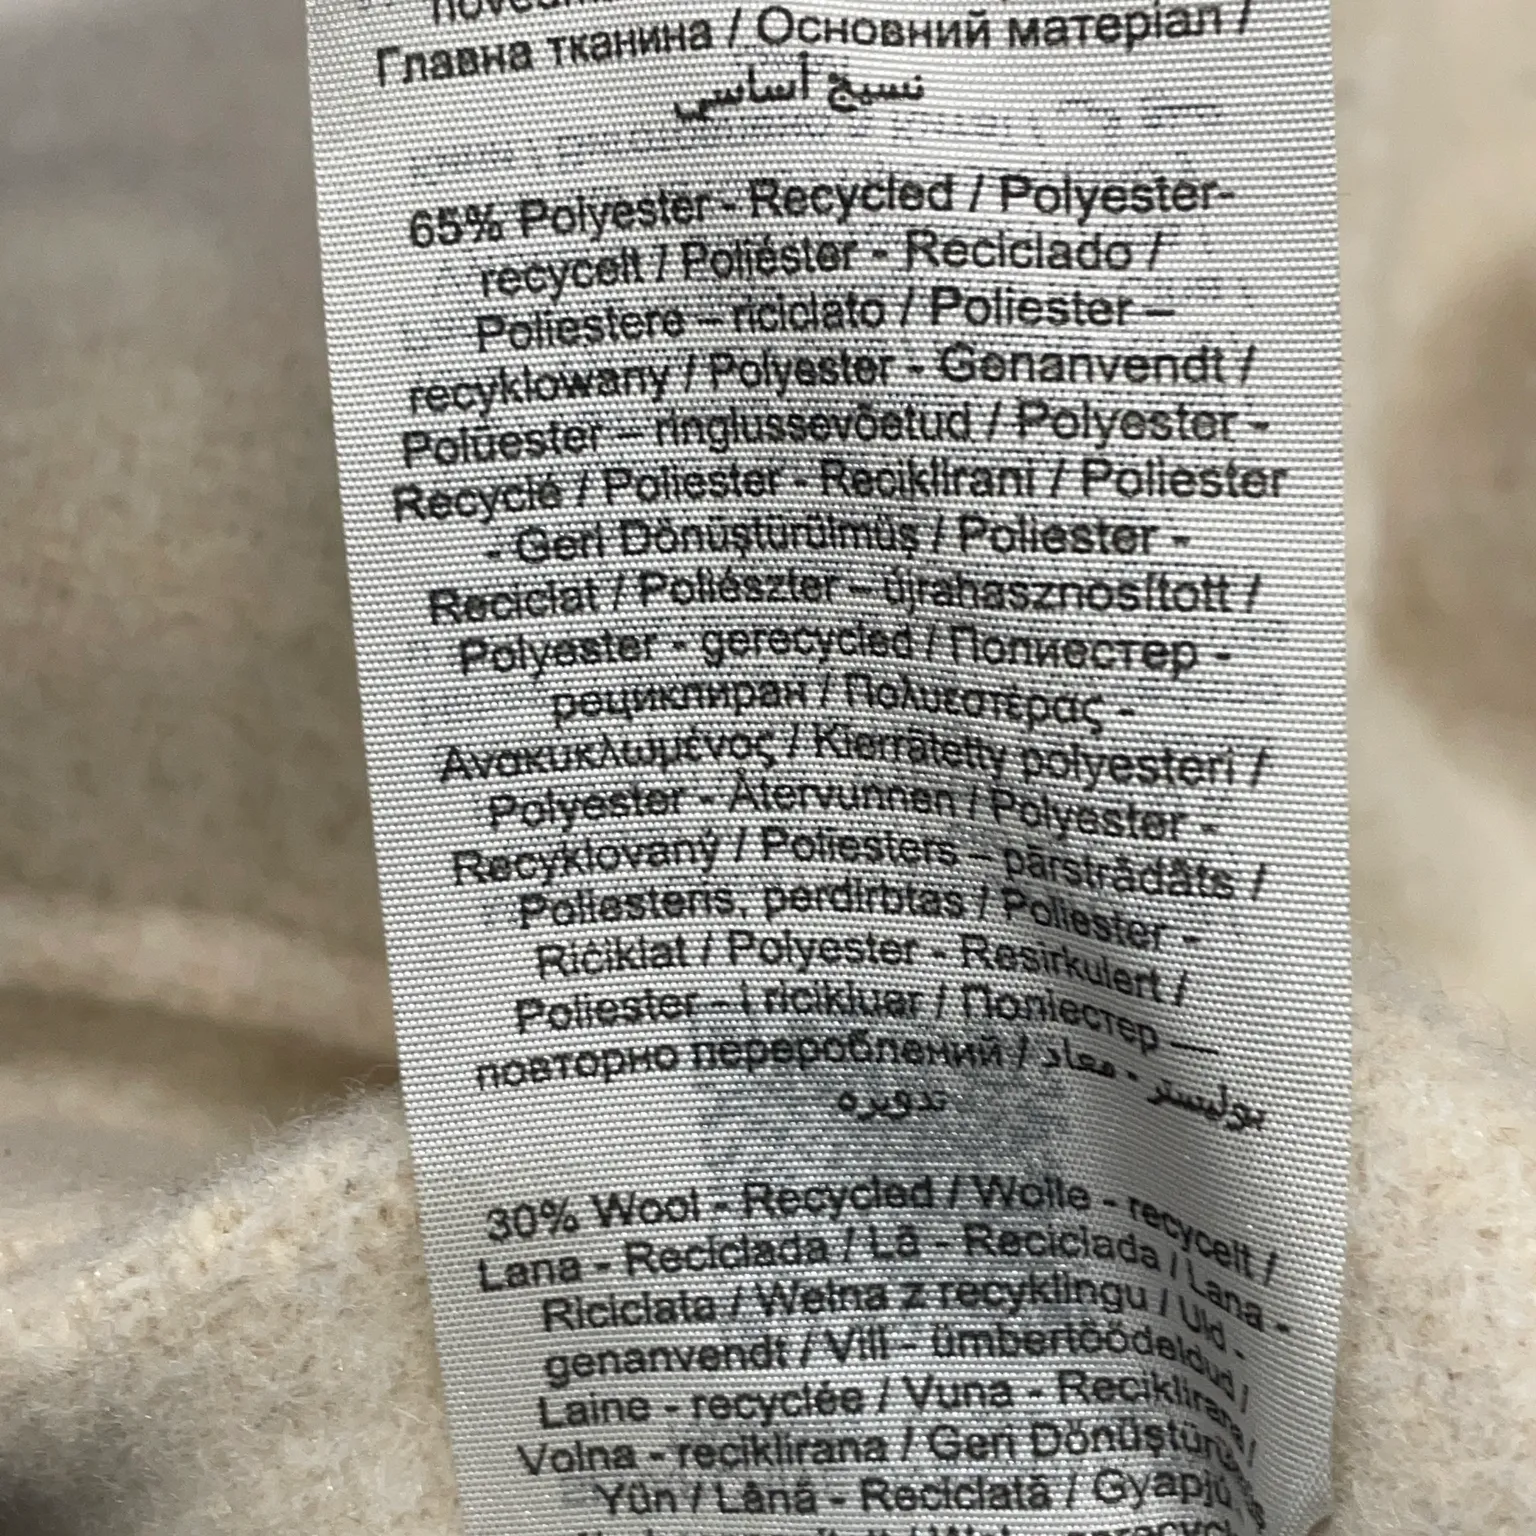 Главна тканина / Основний матеріал /
نسيج أساسي
65% Polyester - Recycled / Polyester-
recycelt / Poliéster - Reciclado /
Poliestere – riciclato / Poliester –
recyklowany / Polyester - Genanvendt /
Polüester – ringlussevõetud / Polyester -
Recyclé / Poliester - Reciklirani / Poliester
- Geri Dönüştürülmüş / Poliester -
Reciclat / Poliészter – újrahasznosított /
Polyester - gerecycled / Полиестер -
рециклиран / Πολυεστέρας -
Ανακυκλωμένος / Kierrätetty polyesteri /
Polyester - Återvunnen / Polyester -
Recyklovaný / Poliesters – pārstrādāts /
Poliesteris, perdirbtas / Poliester -
Riċiklat / Polyester - Resirkulert /
Poliester – i ricikluar / Поліестер —
повторно перероблений / بوليستر - معاد
تدويره
30% Wool - Recycled / Wolle - recycelt /
Lana - Reciclada / Lã - Reciclada / Lana -
Riciclata / Wełna z recyklingu / Uld -
genanvendt / Vill - ümbertöödeldud /
Laine - recyclée / Vuna - Reciklirana /
Volna - reciklirana / Geri
Yün / Lână - Reciclată /